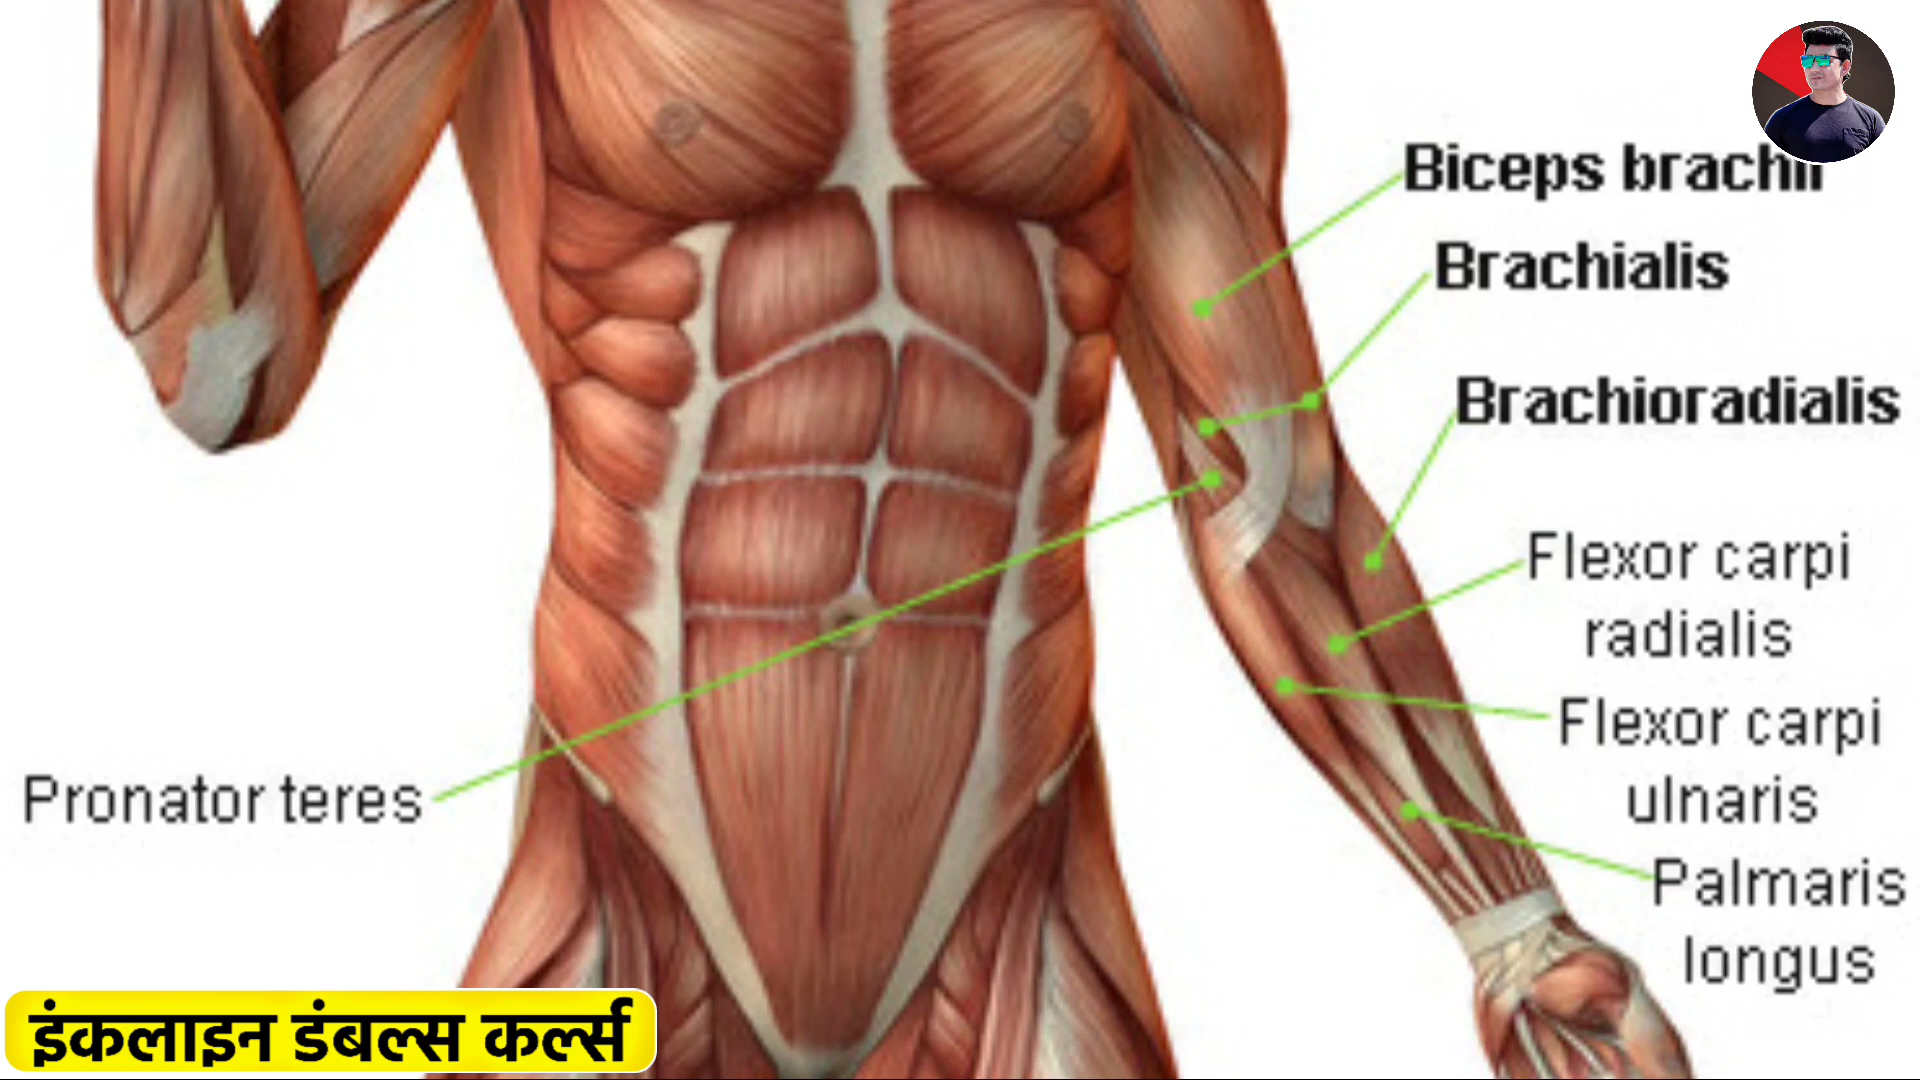 Biceps brachii
Brachialis
Brachioradialis
Flexor carpi
radialis
Flexor carpi
ulnaris
Pronator teres
Palmaris
longus
इंकलाइन डंबल्स कर्ल्स